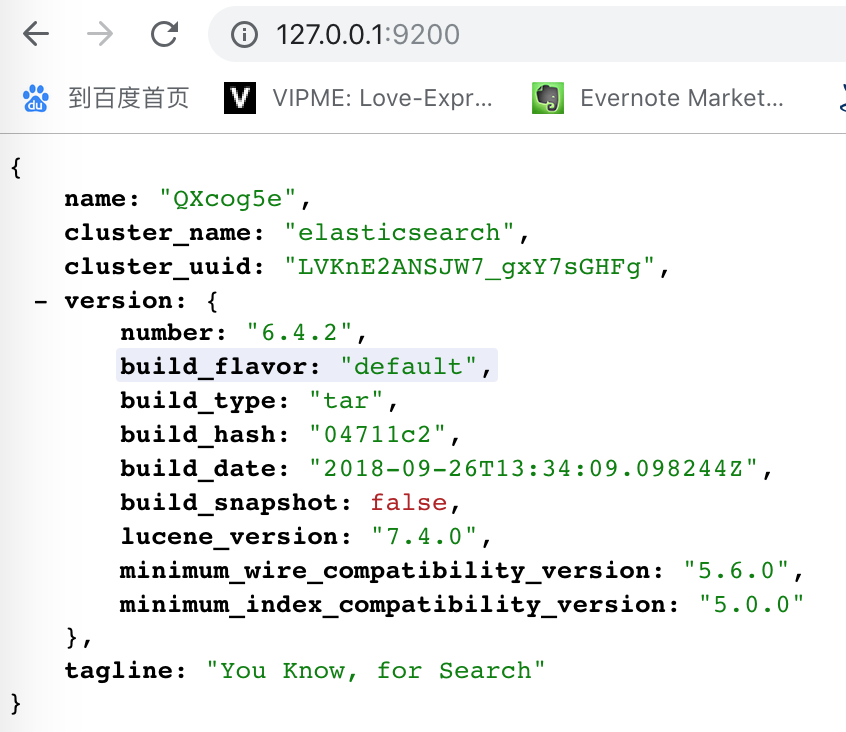 127.0.0.1:9200
du 到百度首页 V VIPME: Love-Expr... Evernote Market...
{
name: "QXcog5e",
cluster_name: "elasticsearch",
cluster_uuid: "LVKnE2ANSJW7_gxY7sGHFg",
- version: {
number: "6.4.2",
build_flavor: "default",
build_type: "tar",
build_hash: "04711c2",
build_date: "2018-09-26T13:34:09.098244Z",
build_snapshot: false,
lucene_version: "7.4.0",
minimum_wire_compatibility_version: "5.6.0",
minimum_index_compatibility_version: "5.0.0"
},
tagline: "You Know, for Search"
}